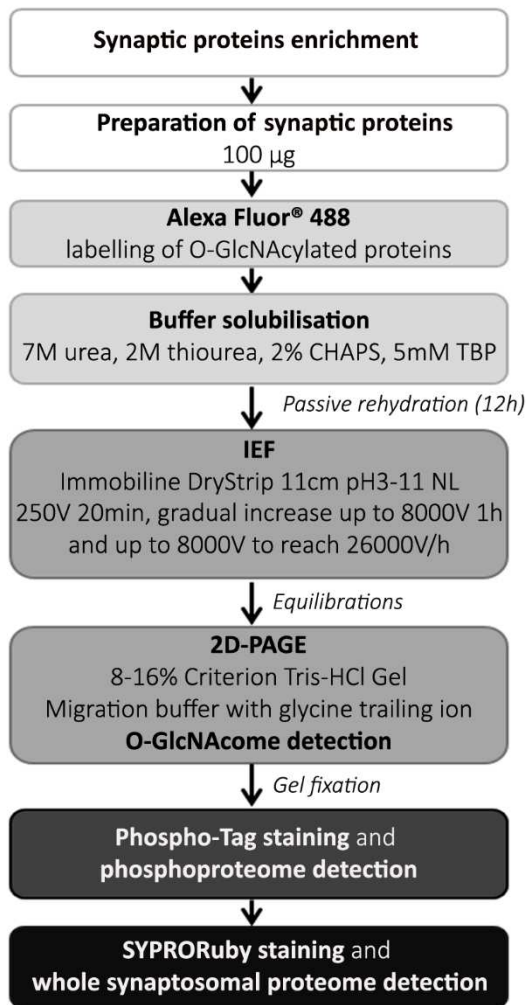 Synaptic proteins enrichment
Preparation of synaptic proteins
100 µg
Alexa Fluor® 488
labelling of O-GlcNAcylated proteins
Buffer solubilisation
7M urea, 2M thiourea, 2% CHAPS, 5mM TBP
Passive rehydration (12h)
IEF
Immobiline DryStrip 11cm pH3-11 NL
250V 20min, gradual increase up to 8000V 1h
and up to 8000V to reach 26000V/h
Equilibrations
2D-PAGE
8-16% Criterion Tris-HCl Gel
Migration buffer with glycine trailing ion
O-GlcNAcome detection
Gel fixation
Phospho-Tag staining and
phosphoproteome detection
SYPRORuby staining and
whole synaptosomal proteome detection